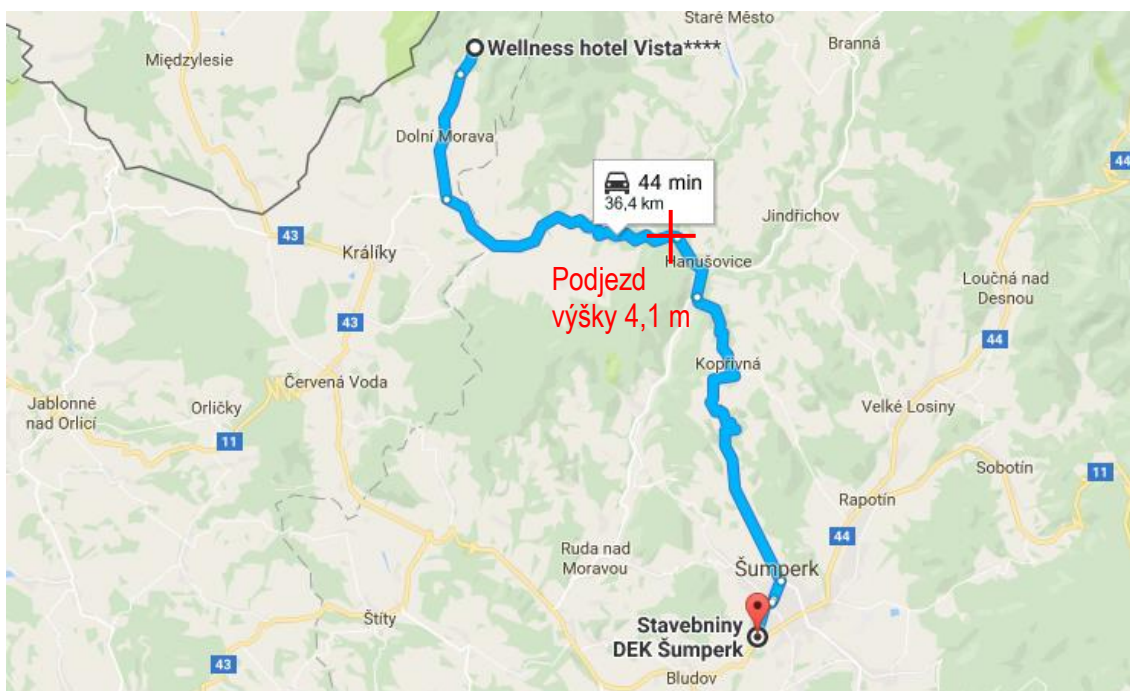 Staré Město
Międzylesie
Wellness hotel Vista****
Branná
44
Dolní Morava
44 min
36,4 km
Jindřichov
43
Králíky
Hanušovice
Podjezd
výšky 4,1 m
Loučná nad
Desnou
43
44
Kopřivná
Červená Voda
Jablonné
nad Orlicí
Orličky
Velké Losiny
11
Sobotín
11
Rapotín
44
Ruda nad
Moravou
Šumperk
Štíty
Stavebniny
DEK Šumperk
43
Bludov